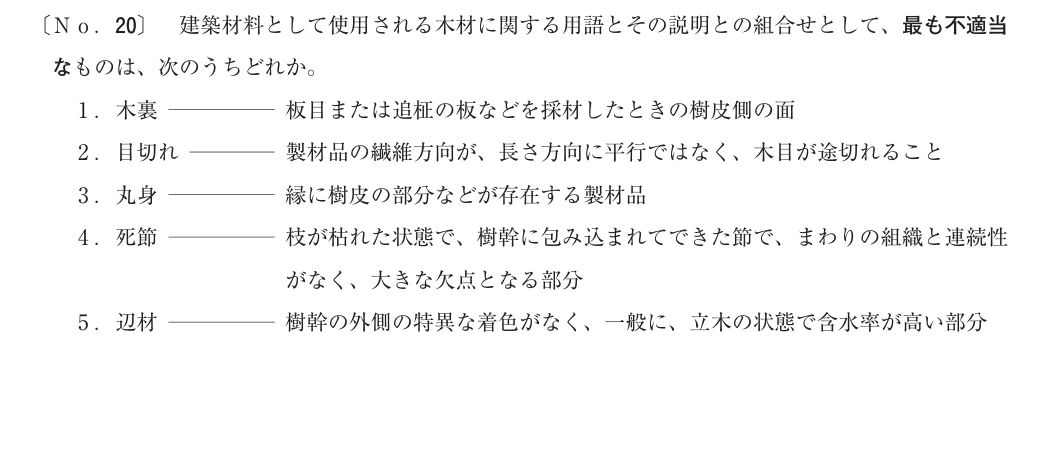 〔Ｎｏ．20〕　建築材料として使用される木材に関する用語とその説明との組合せとして、最も不適当
なものは、次のうちどれか。
１．木裏 ───── 板目または追柾の板などを採材したときの樹皮側の面
２．目切れ ──── 製材品の繊維方向が、長さ方向に平行ではなく、木目が途切れること
３．丸身 ───── 縁に樹皮の部分などが存在する製材品
４．死節 ───── 枝が枯れた状態で、樹幹に包み込まれてできた節で、まわりの組織と連続性
がなく、大きな欠点となる部分
５．辺材 ───── 樹幹の外側の特異な着色がなく、一般に、立木の状態で含水率が高い部分